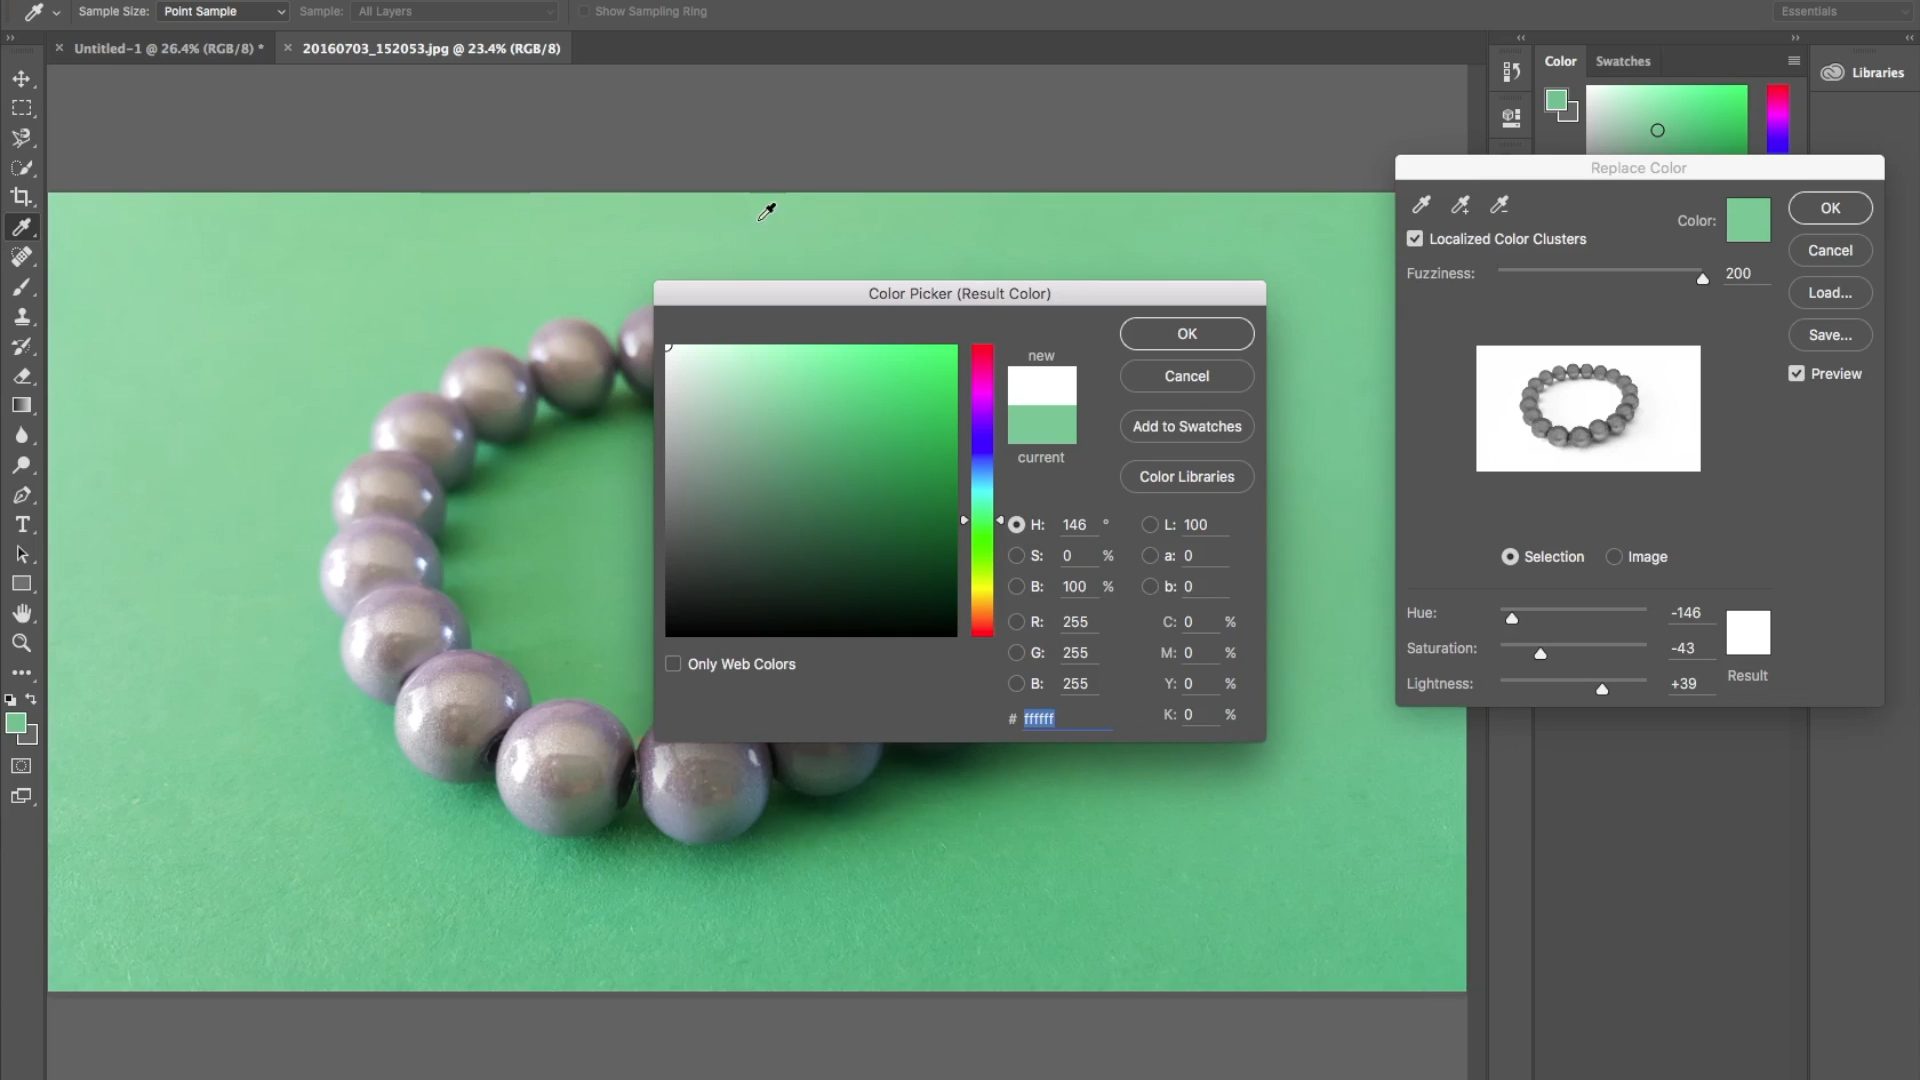 Sample Size: Point Sample Sample: All Layers Show Sampling Ring Essentials
Untitled-1 @ 26.4% (RGB/8) * 20160703_152053.jpg @ 23.4% (RGB/8)
Color Swatches
Libraries
Replace Color
Color:
OK
Localized Color Clusters
Cancel
Fuzziness: 200
Load...
Save...
Preview
Selection Image
Hue: -146
Saturation: -43
Lightness: +39
Result
Color Picker (Result Color)
new
current
OK
Cancel
Add to Swatches
Color Libraries
H: 146 ° L: 100
S: 0 % a: 0
B: 100 % b: 0
R: 255 C: 0 %
G: 255 M: 0 %
B: 255 Y: 0 %
# ffffff K: 0 %
Only Web Colors